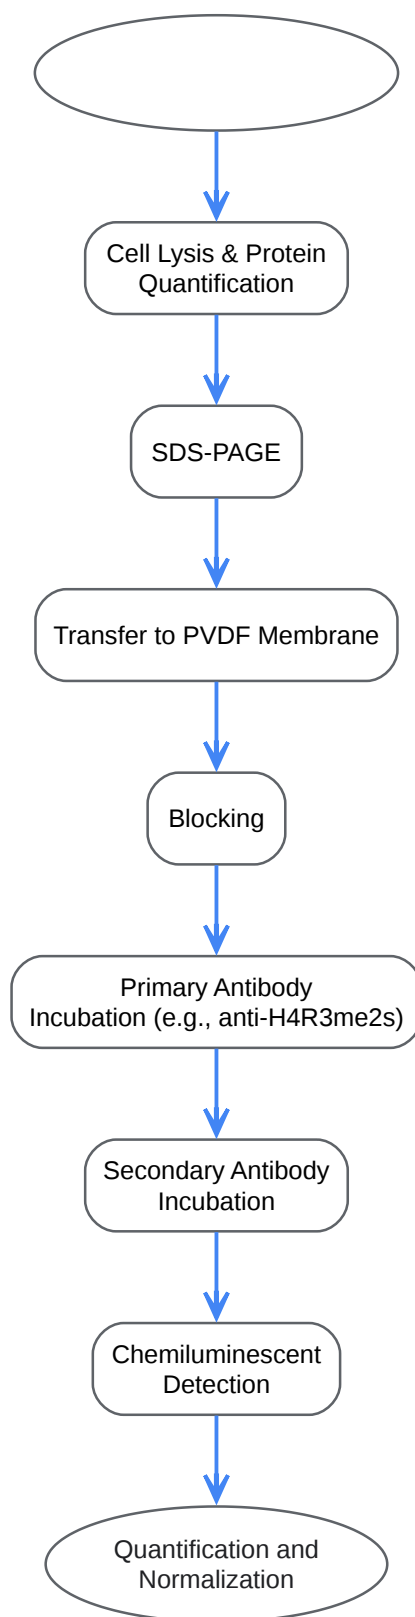 Cell Lysis & Protein
Quantification
SDS-PAGE
Transfer to PVDF Membrane
Blocking
Primary Antibody
Incubation (e.g., anti-H4R3me2s)
Secondary Antibody
Incubation
Chemiluminescent
Detection
Quantification and
Normalization